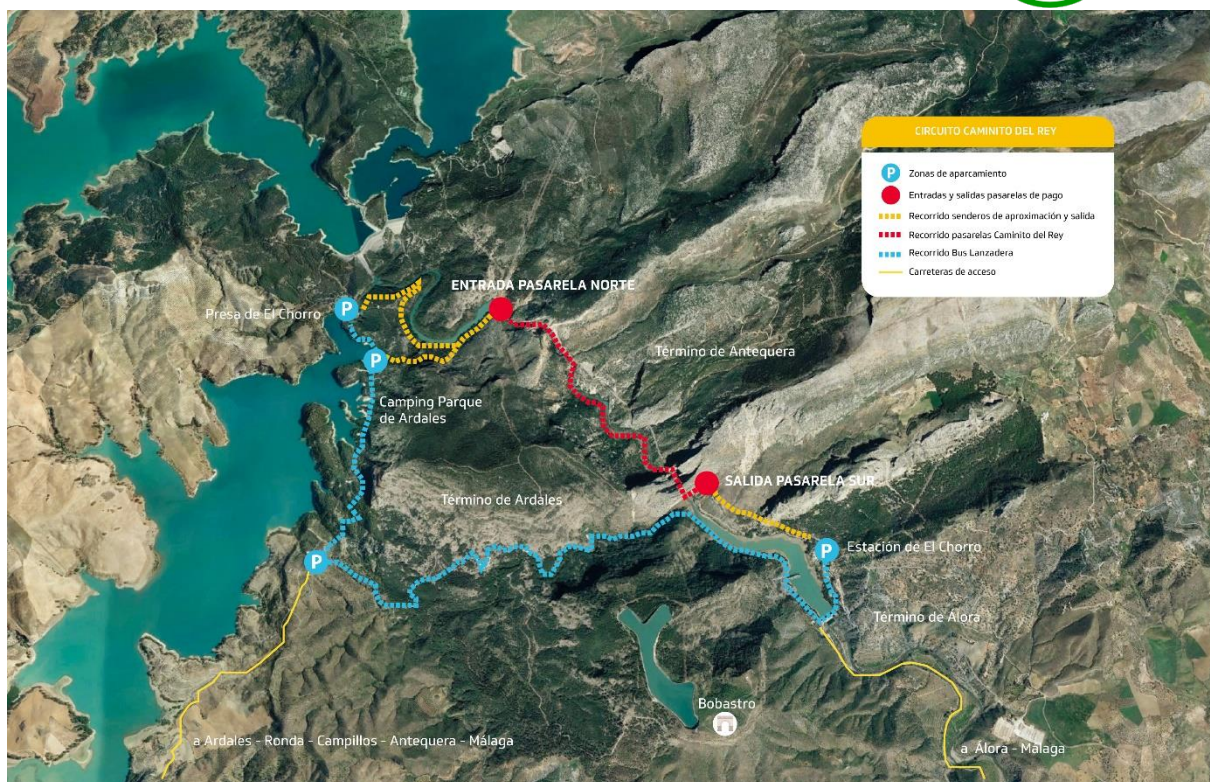 CIRCUITO CAMINITO DEL REY
P Zonas de aparcamiento
Entradas y salidas pasarelas de pago
Recorrido senderos de aproximación y salida
Recorrido pasarelas Caminito del Rey
Recorrido Bus Lanzadera
Carreteras de acceso
ENTRADA PASARELA NORTE
P
Presa de El Chorro
Término de Antequera
P
Camping Parque
de Ardales
SALIDA PASARELA SUR
Término de Ardales
P
Estación de El Chorro
P
Término de Álora
Bobastro
a Ardales - Ronda - Campillos - Antequera - Málaga
a Álora - Málaga